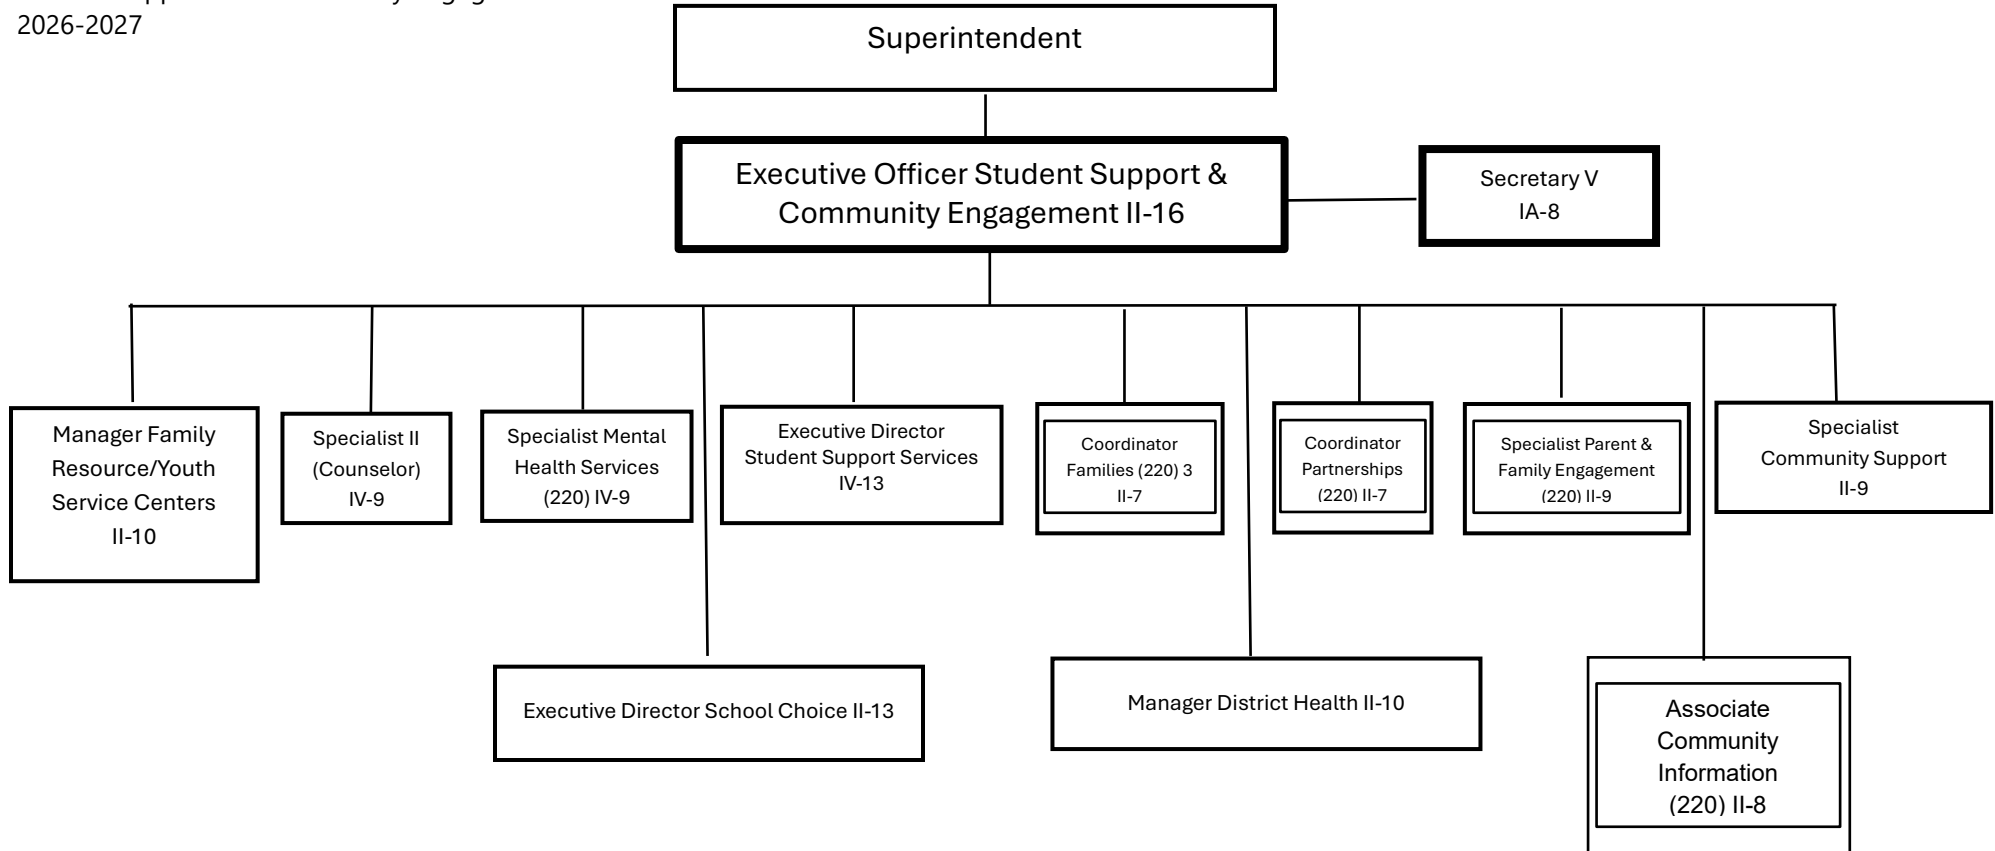 2026-2027
Superintendent
Executive Officer Student Support &
Community Engagement II-16
Secretary V
IA-8
Manager Family
Resource/Youth
Service Centers
II-10
Specialist II
(Counselor)
IV-9
Specialist Mental
Health Services
(220) IV-9
Executive Director
Student Support Services
IV-13
Coordinator
Families (220) 3
II-7
Coordinator
Partnerships
(220) II-7
Specialist Parent &
Family Engagement
(220) II-9
Specialist
Community Support
II-9
Executive Director School Choice II-13
Manager District Health II-10
Associate
Community
Information
(220) II-8